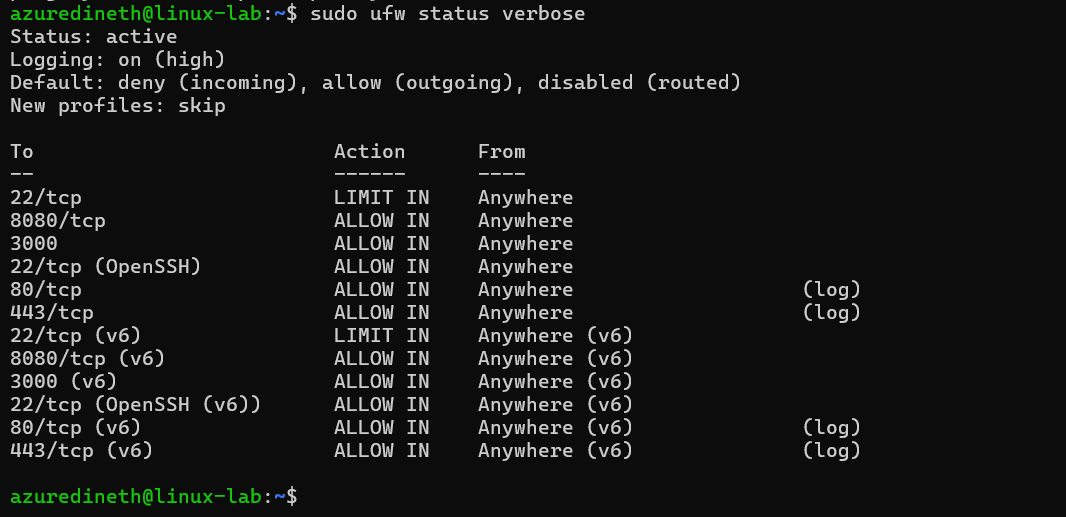 azuredineth@linux-lab:~$ sudo ufw status verbose
Status: active
Logging: on (high)
Default: deny (incoming), allow (outgoing), disabled (routed)
New profiles: skip

To                         Action      From
--                         ------      ----
22/tcp                     LIMIT IN    Anywhere
8080/tcp                   ALLOW IN    Anywhere
3000                       ALLOW IN    Anywhere
22/tcp (OpenSSH)           ALLOW IN    Anywhere
80/tcp                     ALLOW IN    Anywhere                   (log)
443/tcp                    ALLOW IN    Anywhere                   (log)
22/tcp (v6)                LIMIT IN    Anywhere (v6)
8080/tcp (v6)              ALLOW IN    Anywhere (v6)
3000 (v6)                  ALLOW IN    Anywhere (v6)
22/tcp (OpenSSH (v6))      ALLOW IN    Anywhere (v6)
80/tcp (v6)                ALLOW IN    Anywhere (v6)              (log)
443/tcp (v6)               ALLOW IN    Anywhere (v6)              (log)

azuredineth@linux-lab:~$